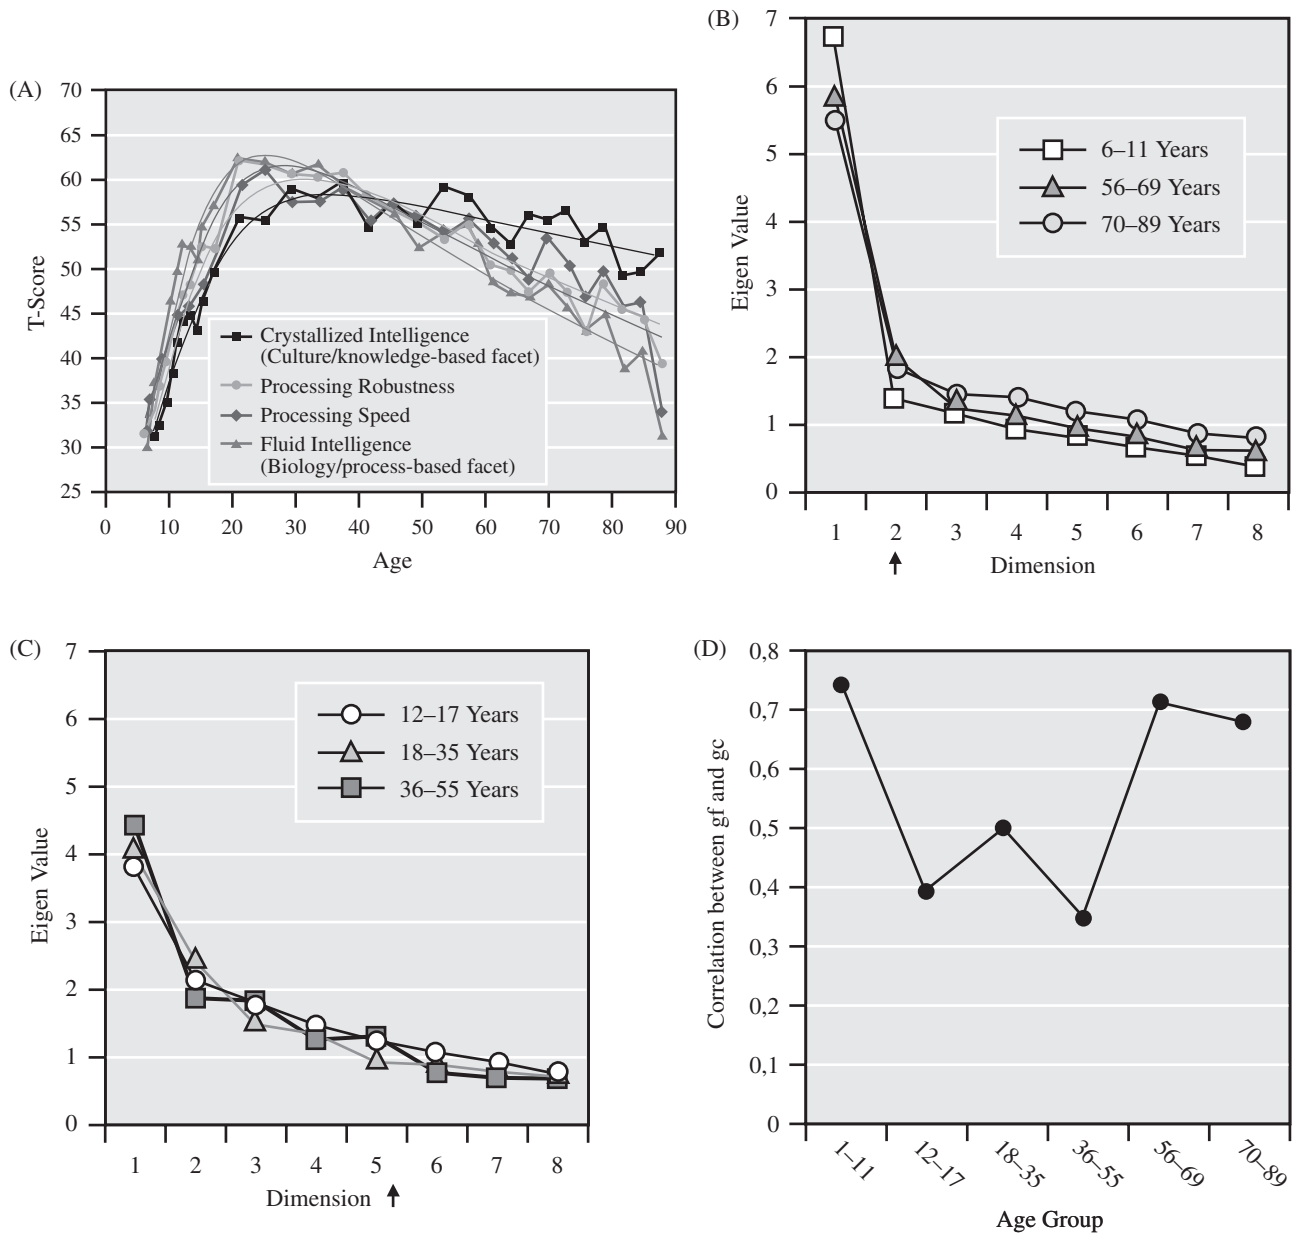 (A)
70
65
60
55
50
45
40
35
30
25
T-Score
Crystallized Intelligence
(Culture/knowledge-based facet)
Processing Robustness
Processing Speed
Fluid Intelligence
(Biology/process-based facet)
0 10 20 30 40 50 60 70 80 90
Age
(B)
7
6
5
4
3
2
1
0
Eigen Value
6–11 Years
56–69 Years
70–89 Years
1 2 3 4 5 6 7 8
Dimension
(C)
7
6
5
4
3
2
1
0
Eigen Value
12–17 Years
18–35 Years
36–55 Years
1 2 3 4 5 6 7 8
Dimension
(D)
0,8
0,7
0,6
0,5
0,4
0,3
0,2
0,1
0
Correlation between gf and gc
1–11 12–17 18–35 36–55 56–69 70–89
Age Group